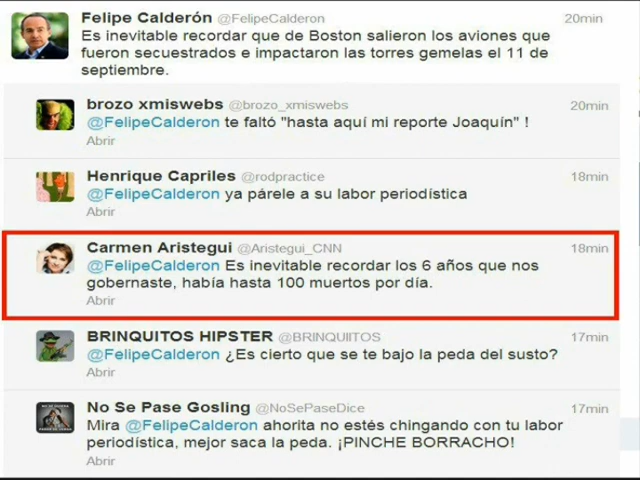 Felipe Calderón @FelipeCalderon 20min
Es inevitable recordar que de Boston salieron los aviones que
fueron secuestrados e impactaron las torres gemelas el 11 de
septiembre.
brozo xmiswebs @brozo_xmiswebs 20min
@FelipeCalderon te faltó "hasta aquí mi reporte Joaquín" !
Abrir
Henrique Capriles @rodpractice 18min
@FelipeCalderon ya párele a su labor periodística
Abrir
Carmen Aristegui @Aristegui_CNN 18min
@FelipeCalderon Es inevitable recordar los 6 años que nos
gobernaste, había hasta 100 muertos por día.
Abrir
BRINQUITOS HIPSTER @BRINQUIITOS 17min
@FelipeCalderon ¿Es cierto que se te bajo la peda del susto?
Abrir
No Se Pase Gosling @NoSePaseDice 17min
Mira @FelipeCalderon ahorita no estés chingando con tu labor
periodística, mejor saca la peda. ¡PINCHE BORRACHO!
Abrir